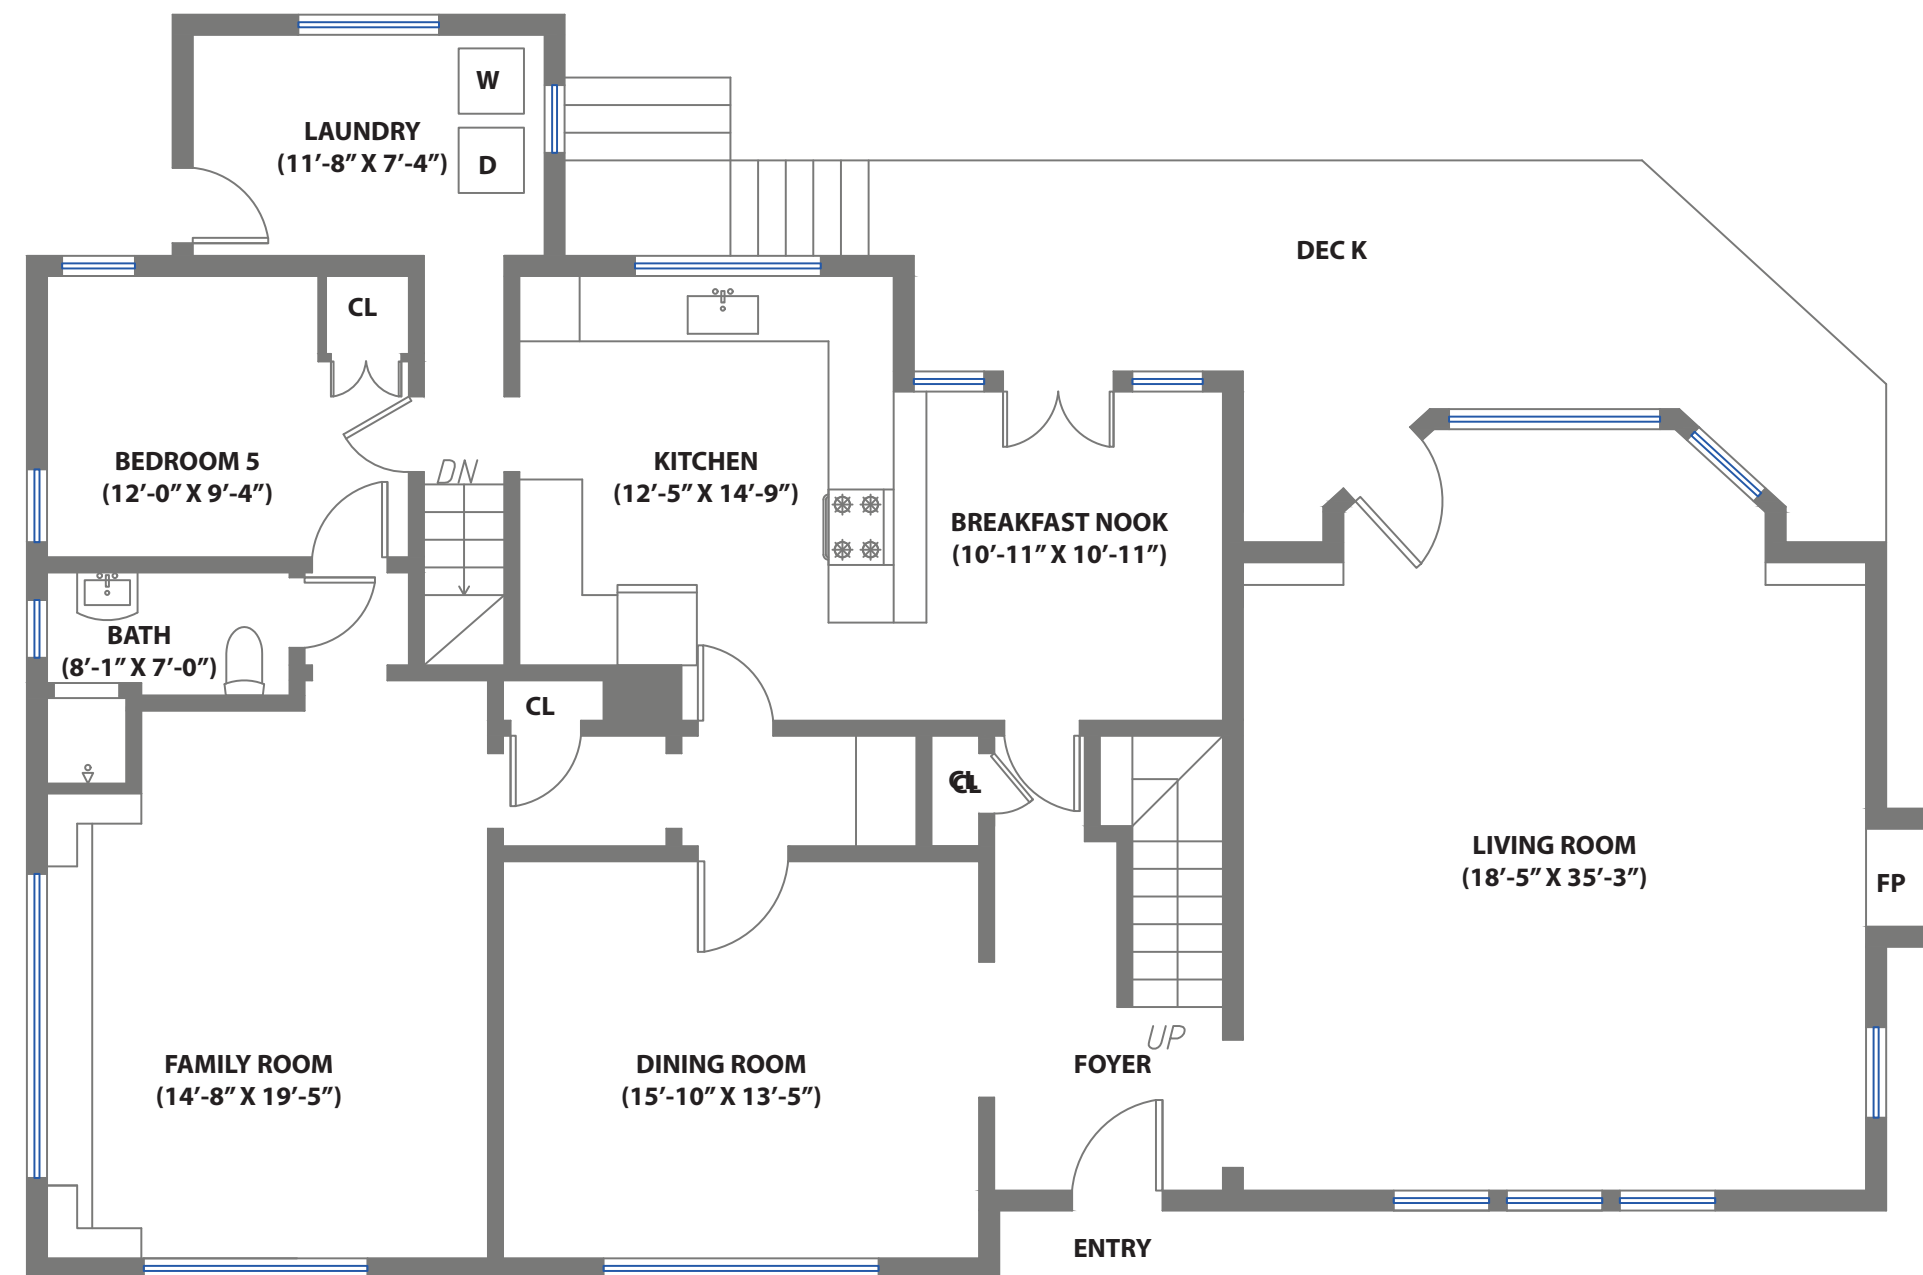 W
LAUNDRY
(11′-8″ X 7′-4″)
D
DEC K
CL
BEDROOM 5
(12′-0″ X 9′-4″)
DN
KITCHEN
(12′-5″ X 14′-9″)
BREAKFAST NOOK
(10′-11″ X 10′-11″)
BATH
(8′-1″ X 7′-0″)
CL
CL
CL
LIVING ROOM
(18′-5″ X 35′-3″)
FP
UP
FAMILY ROOM
(14′-8″ X 19′-5″)
DINING ROOM
(15′-10″ X 13′-5″)
FOYER
ENTRY